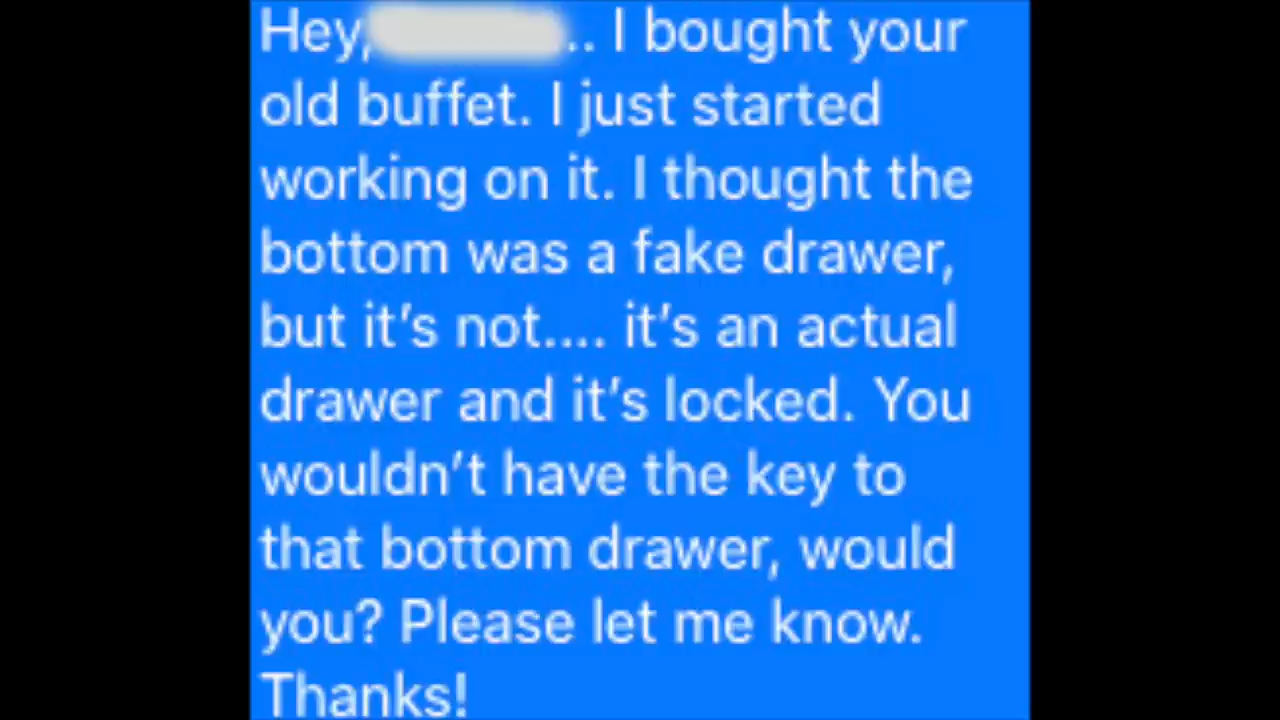 Hey, .. I bought your
old buffet. I just started
working on it. I thought the
bottom was a fake drawer,
but it’s not.... it’s an actual
drawer and it’s locked. You
wouldn’t have the key to
that bottom drawer, would
you? Please let me know.
Thanks!